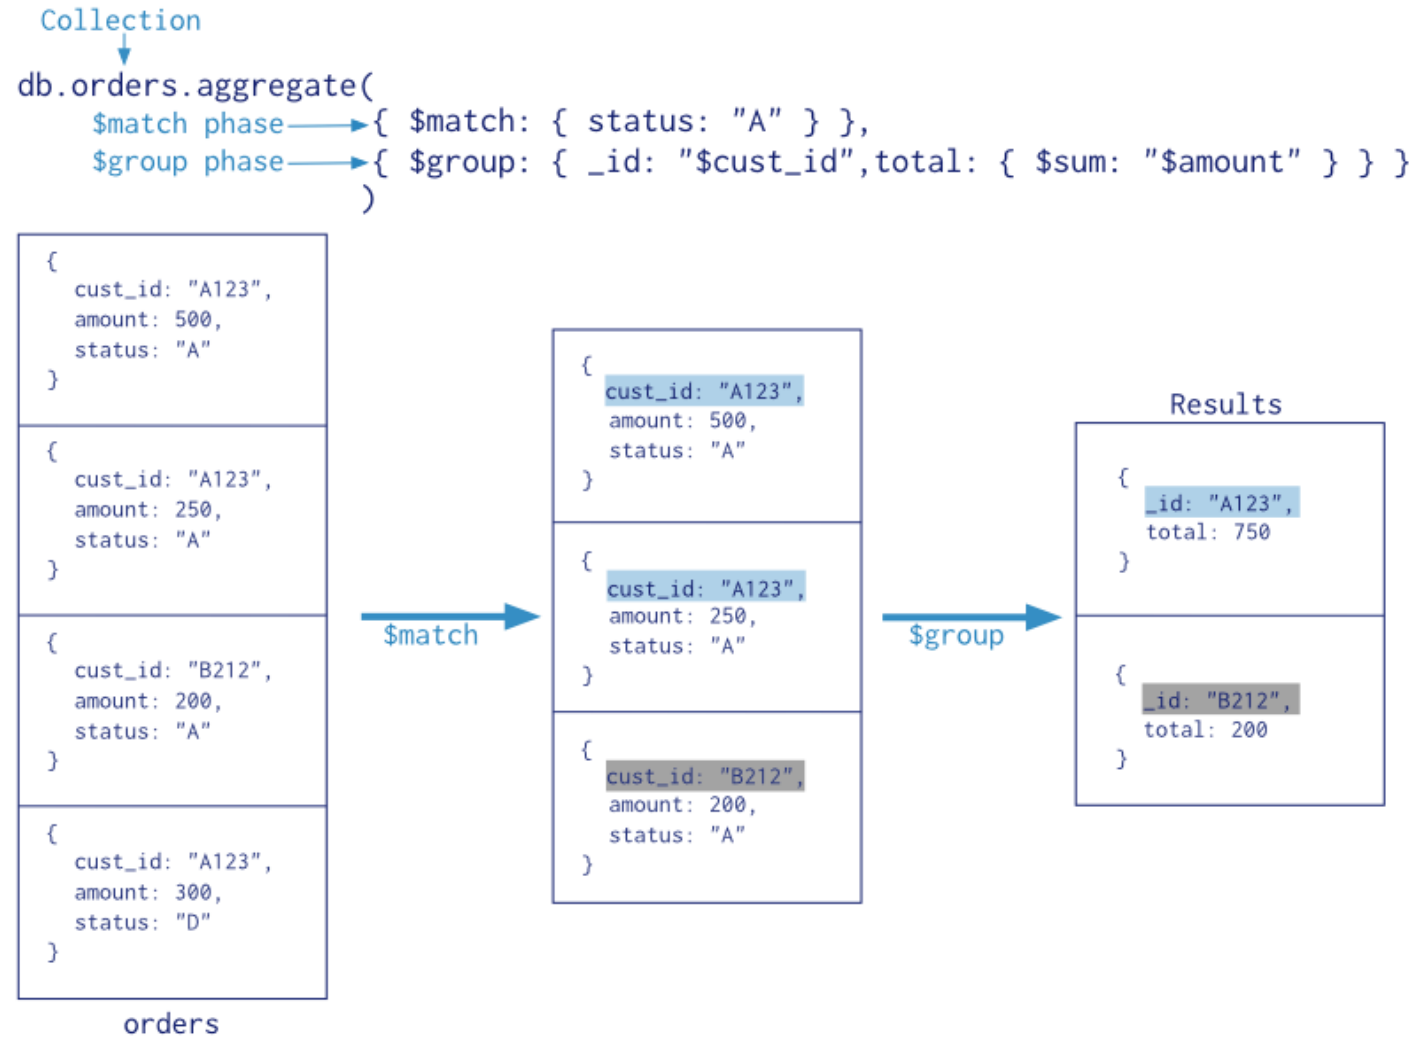 Collection
db.orders.aggregate(
$match phase
{ $match: { status: "A" } },
$group phase
{ $group: { _id: "$cust_id",total: { $sum: "$amount" } } }
)
{
cust_id: "A123",
amount: 500,
status: "A"
}
{
cust_id: "A123",
amount: 250,
status: "A"
}
{
cust_id: "B212",
amount: 200,
status: "A"
}
{
cust_id: "A123",
amount: 300,
status: "D"
}
orders
$match
{
cust_id: "A123",
amount: 500,
status: "A"
}
{
cust_id: "A123",
amount: 250,
status: "A"
}
{
cust_id: "B212",
amount: 200,
status: "A"
}
$group
Results
{
_id: "A123",
total: 750
}
{
_id: "B212",
total: 200
}